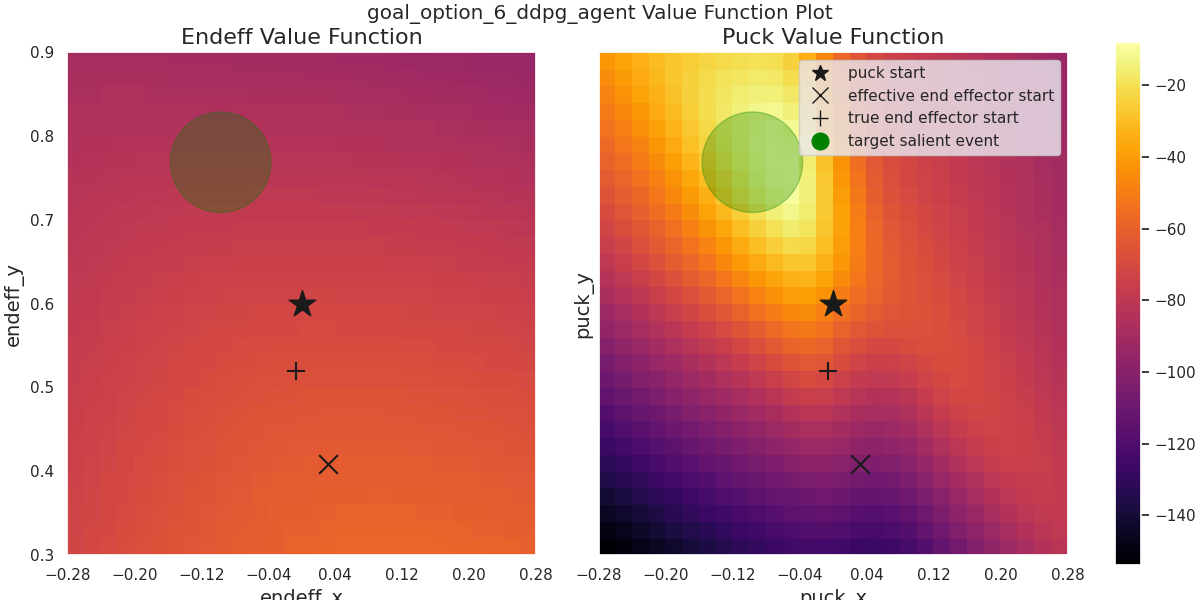 goal_option_6_ddpg_agent Value Function Plot
Endeff Value Function
Puck Value Function
puck start
effective end effector start
true end effector start
target salient event
endeff_y
0.9
0.8
0.7
0.6
0.5
0.4
0.3
−0.28 −0.20 −0.12 −0.04 0.04 0.12 0.20 0.28
endeff_x
puck_y
−0.28 −0.20 −0.12 −0.04 0.04 0.12 0.20 0.28
puck_x
−20
−40
−60
−80
−100
−120
−140